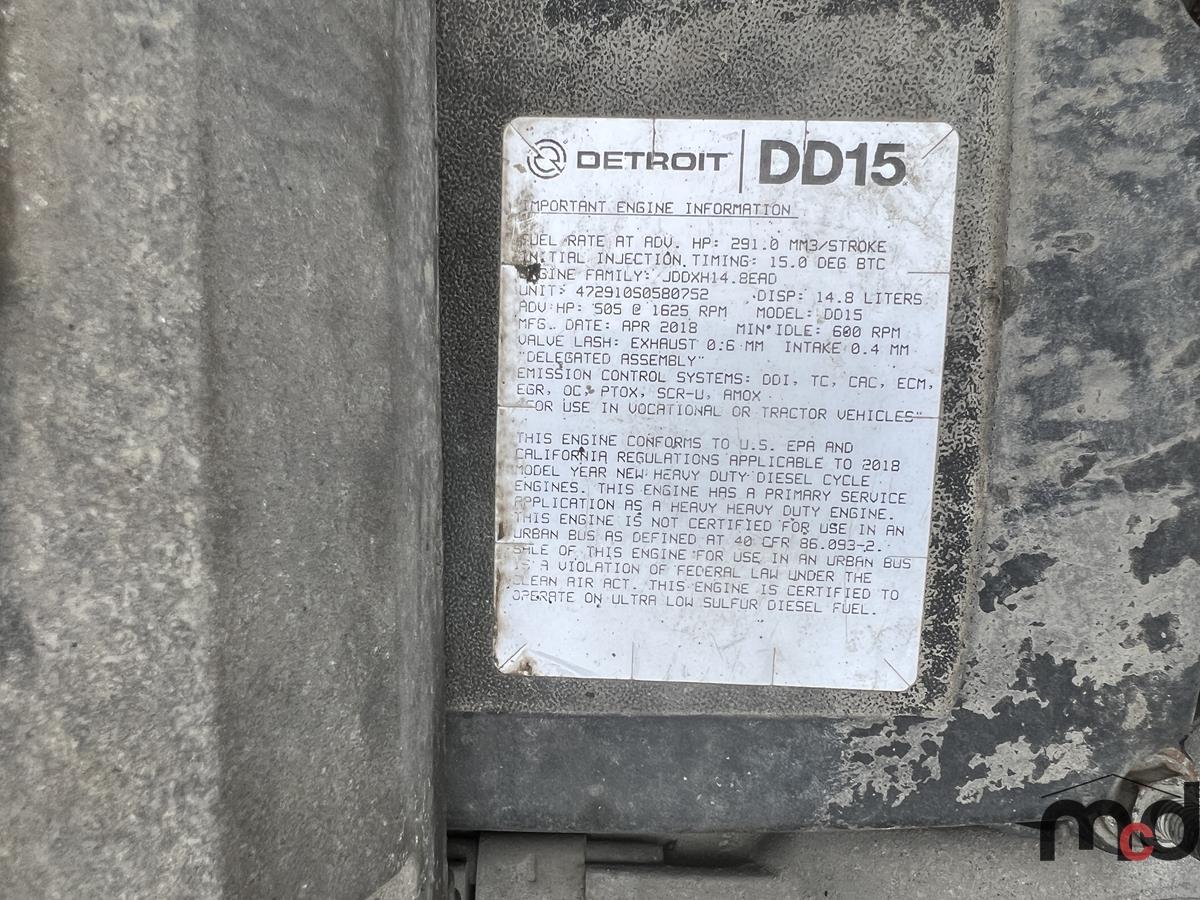 DETROIT DD15
IMPORTANT ENGINE INFORMATION
FUEL RATE AT ADV. HP: 291.0 MM3/STROKE
INITIAL INJECTION TIMING: 15.0 DEG BTC
ENGINE FAMILY: JDDXH14.8EAD
UNIT: 472910S0580752 DISP: 14.8 LITERS
ADV HP: 505 @ 1625 RPM MODEL: DD15
MFG. DATE: APR 2018 MIN IDLE: 600 RPM
VALVE LASH: EXHAUST 0.6 MM INTAKE 0.4 MM
"DELEGATED ASSEMBLY"
EMISSION CONTROL SYSTEMS: DDI, TC, CAC, ECM,
EGR, OC, PTOX, SCR-U, AMOX
"FOR USE IN VOCATIONAL OR TRACTOR VEHICLES"
THIS ENGINE CONFORMS TO U.S. EPA AND
CALIFORNIA REGULATIONS APPLICABLE TO 2018
MODEL YEAR NEW HEAVY DUTY DIESEL CYCLE
ENGINES. THIS ENGINE HAS A PRIMARY SERVICE
APPLICATION AS A HEAVY HEAVY DUTY ENGINE.
THIS ENGINE IS NOT CERTIFIED FOR USE IN AN
URBAN BUS AS DEFINED AT 40 CFR 86.093-2.
SALE OF THIS ENGINE FOR USE IN AN URBAN BUS
IS A VIOLATION OF FEDERAL LAW UNDER THE
CLEAN AIR ACT. THIS ENGINE IS CERTIFIED TO
OPERATE ON ULTRA LOW SULFUR DIESEL FUEL.
mcd